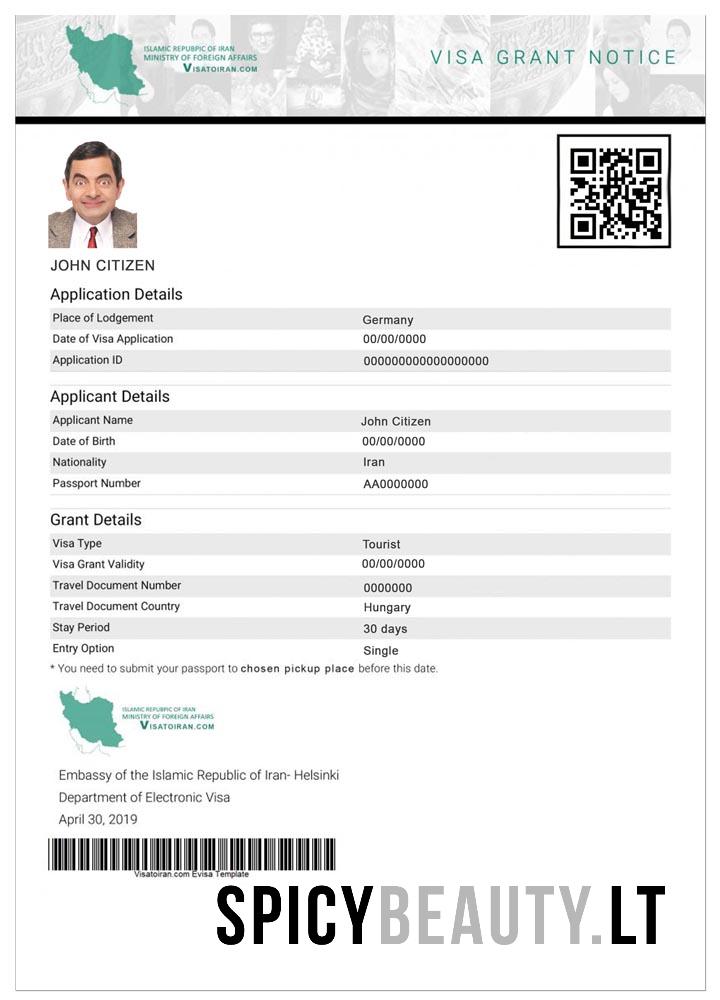 ISLAMIC REPUBPIC OF IRAN
MINISTRY OF FOREIGN AFFAIRS
VISATOIRAN.COM
VISA GRANT NOTICE
JOHN CITIZEN
Application Details
Place of Lodgement Germany
Date of Visa Application 00/00/0000
Application ID 000000000000000000
Applicant Details
Applicant Name John Citizen
Date of Birth 00/00/0000
Nationality Iran
Passport Number AA0000000
Grant Details
Visa Type Tourist
Visa Grant Validity 00/00/0000
Travel Document Number 0000000
Travel Document Country Hungary
Stay Period 30 days
Entry Option Single
* You need to submit your passport to chosen pickup place before this date.
ISLAMIC REPUBPIC OF IRAN
MINISTRY OF FOREIGN AFFAIRS
VISATOIRAN.COM
Embassy of the Islamic Republic of Iran- Helsinki
Department of Electronic Visa
April 30, 2019
Visatoiran.com Evisa Template
SPICYBEAUTY.LT